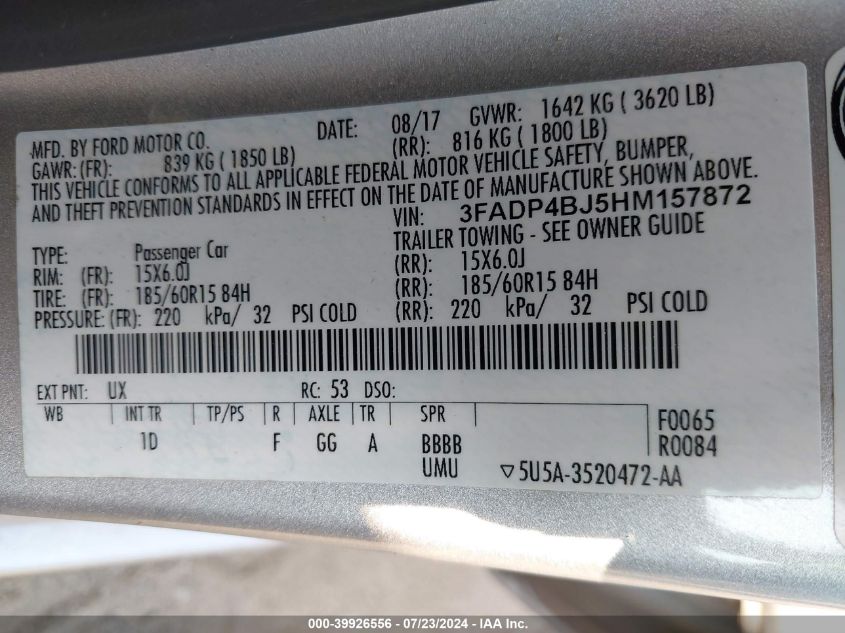 MFD. BY FORD MOTOR CO. DATE: 08/17 GVWR: 1642 KG ( 3620 LB)
GAWR: (FR): 839 KG ( 1850 LB) (RR): 816 KG ( 1800 LB)
THIS VEHICLE CONFORMS TO ALL APPLICABLE FEDERAL MOTOR VEHICLE SAFETY, BUMPER,
AND THEFT PREVENTION STANDARDS IN EFFECT ON THE DATE OF MANUFACTURE SHOWN ABOVE.
VIN: 3FADP4BJ5HM157872
TYPE: Passenger Car TRAILER TOWING - SEE OWNER GUIDE
RIM: (FR): 15X6.0J (RR): 15X6.0J
TIRE: (FR): 185/60R15 84H (RR): 185/60R15 84H
PRESSURE: (FR): 220 kPa/ 32 PSI COLD (RR): 220 kPa/ 32 PSI COLD
EXT PNT: UX RC: 53 DSO:
WB INT TR TP/PS R AXLE TR SPR F0065
1D F GG A BBBB R0084
UMU ▽5U5A-3520472-AA
000-39926556 - 07/23/2024 - IAA Inc.